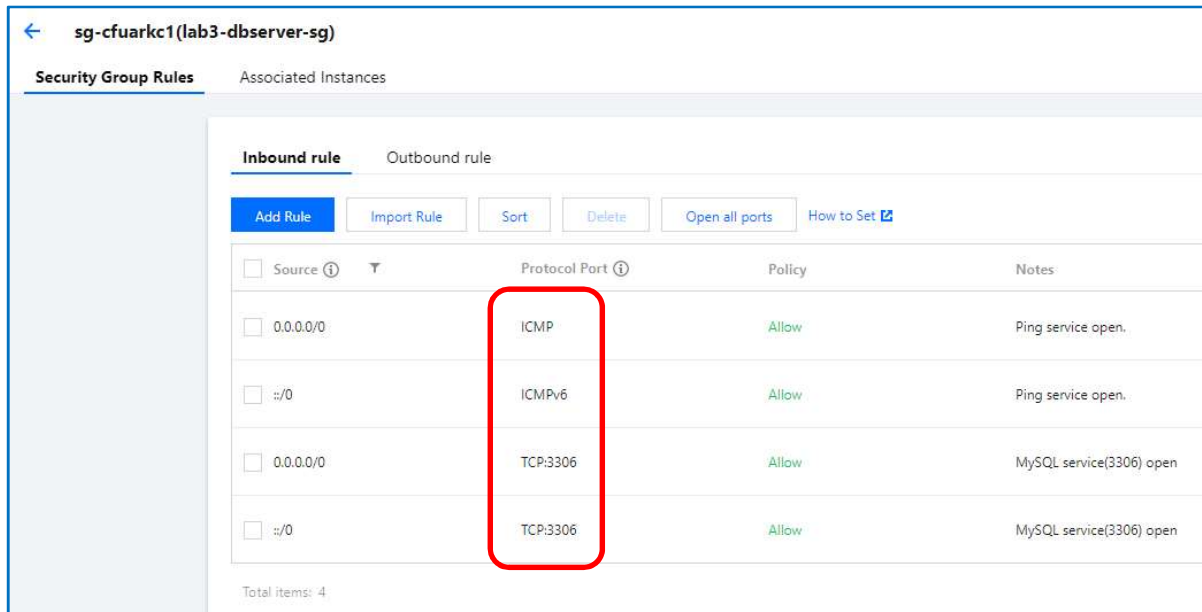 sg-cfuarkc1(lab3-dbserver-sg)
Security Group Rules Associated Instances
Inbound rule Outbound rule
Add Rule Import Rule Sort Delete Open all ports How to Set
Source Protocol Port Policy Notes
0.0.0.0/0 ICMP Allow Ping service open.
::/0 ICMPv6 Allow Ping service open.
0.0.0.0/0 TCP:3306 Allow MySQL service(3306) open
::/0 TCP:3306 Allow MySQL service(3306) open
Total items: 4